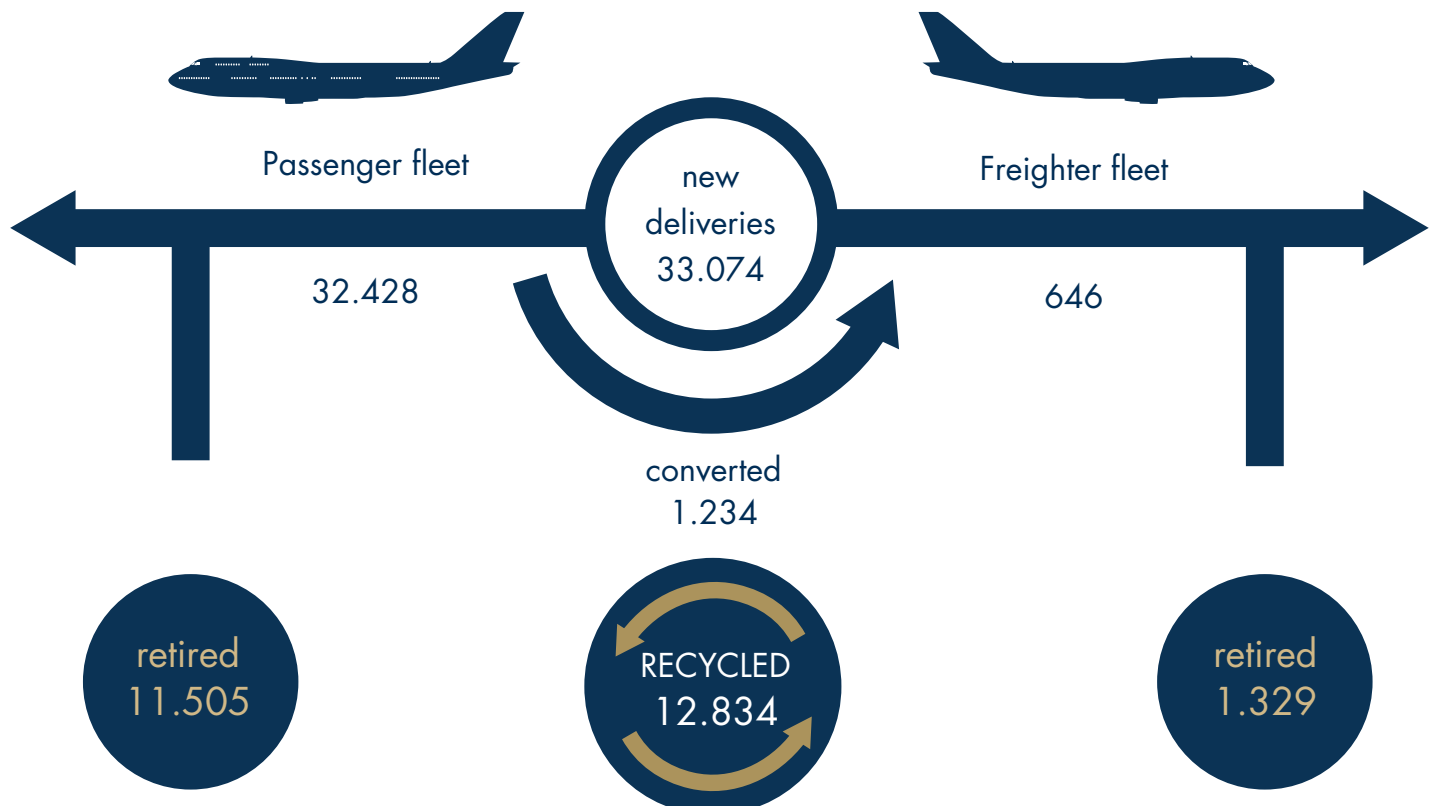 Passenger fleet
32.428
new
deliveries
33.074
Freighter fleet
646
converted
1.234
retired
11.505
RECYCLED
12.834
retired
1.329